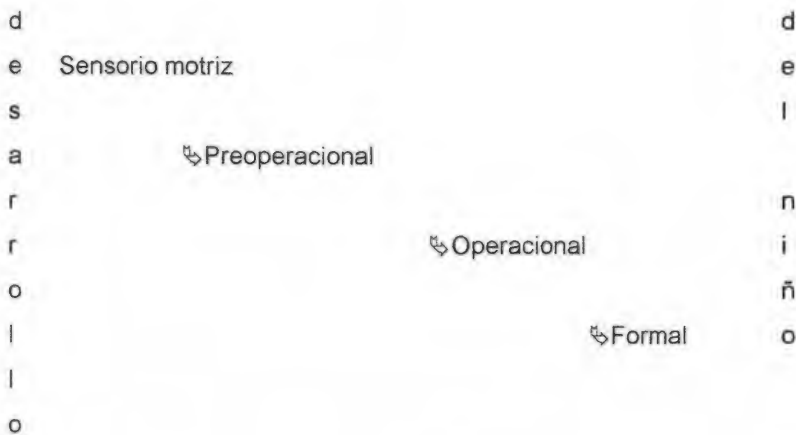 desarrollo
Sensorio motriz
↳Preoperacional
↳Operacional
↳Formal
del niño